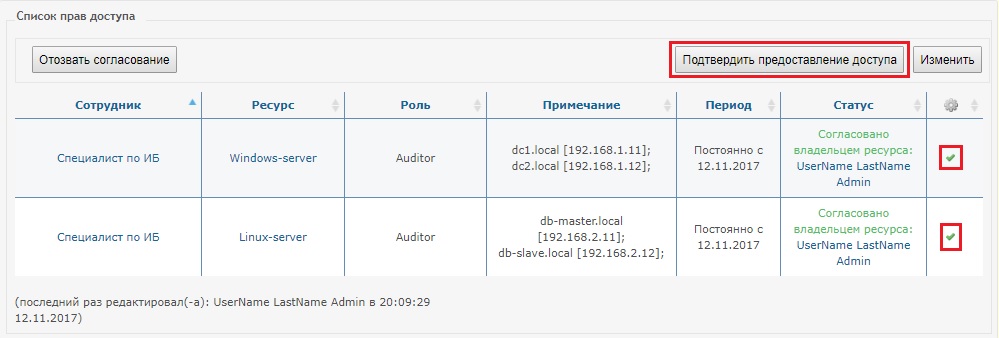 Список прав доступа
Отозвать согласование
Подтвердить предоставление доступа
Изменить
Сотрудник
Ресурс
Роль
Примечание
Период
Статус
Специалист по ИБ
Windows-server
Auditor
dc1.local [192.168.1.11];
dc2.local [192.168.1.12];
Постоянно с
12.11.2017
Согласовано
владельцем ресурса:
UserName LastName
Admin
Специалист по ИБ
Linux-server
Auditor
db-master.local
[192.168.2.11];
db-slave.local [192.168.2.12];
Постоянно с
12.11.2017
Согласовано
владельцем ресурса:
UserName LastName
Admin
(последний раз редактировал(-а): UserName LastName Admin в 20:09:29
12.11.2017)